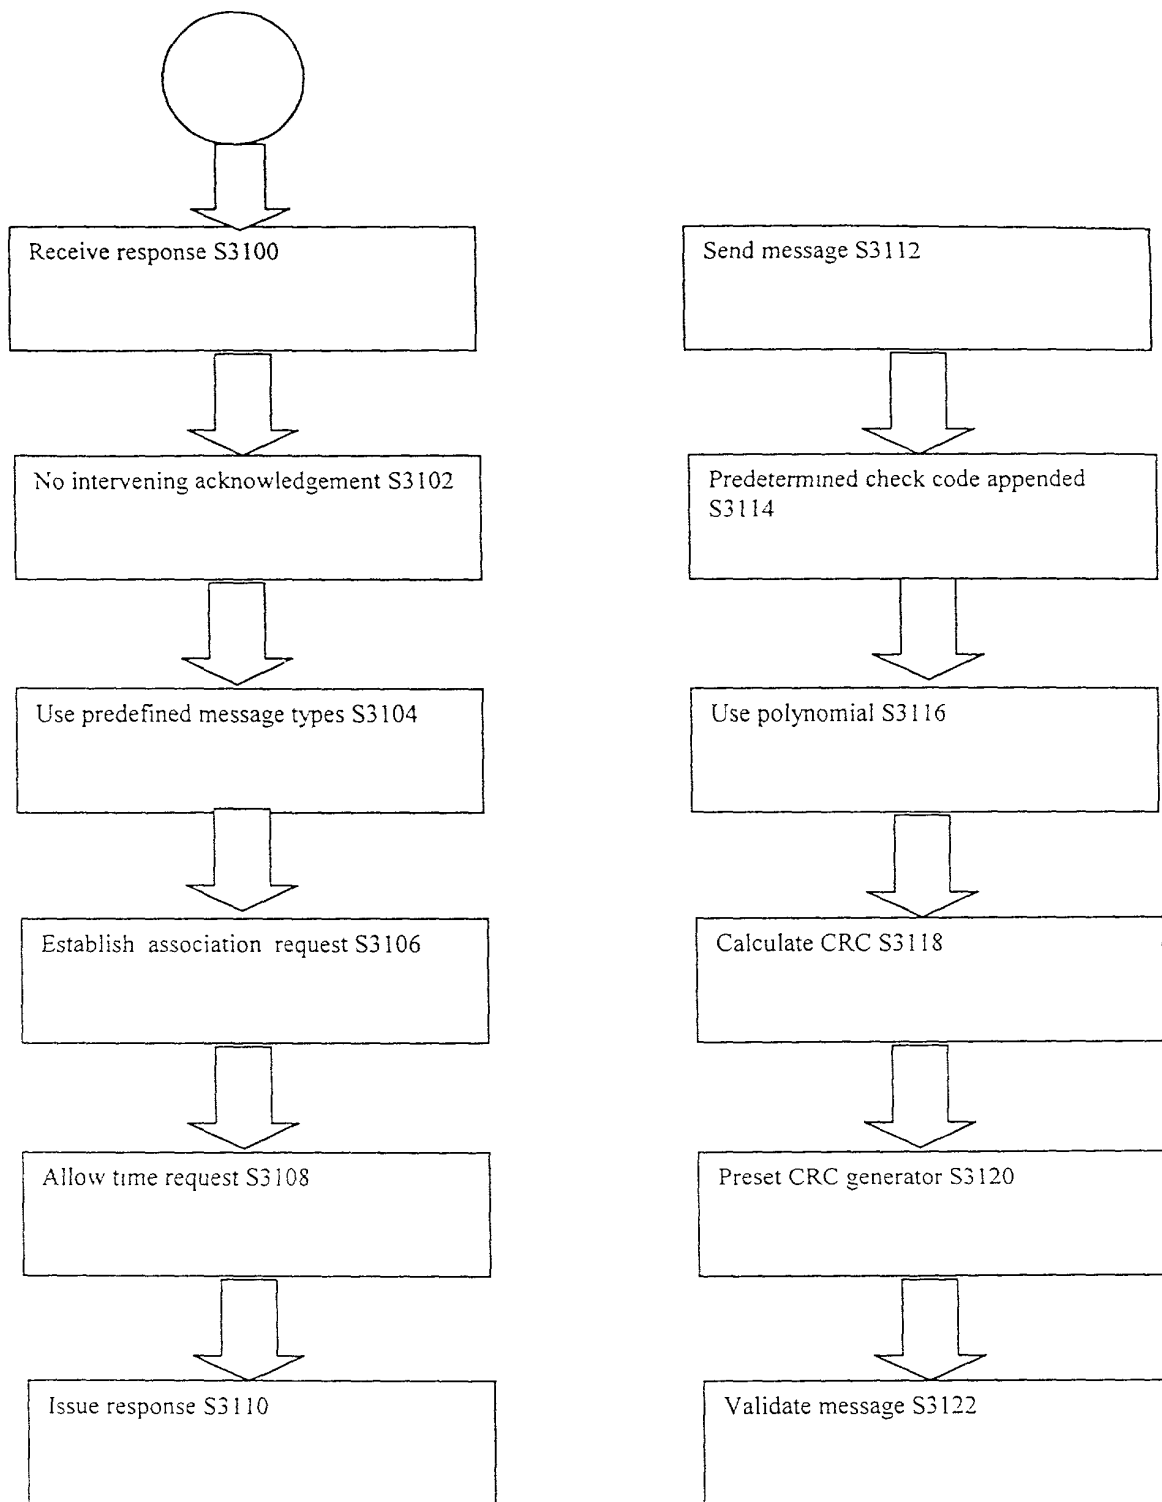 Receive response S3100
No intervening acknowledgement S3102
Use predefined message types S3104
Establish association request S3106
Allow time request S3108
Issue response S3110
Send message S3112
Predetermined check code appended
S3114
Use polynomial S3116
Calculate CRC S3118
Preset CRC generator S3120
Validate message S3122